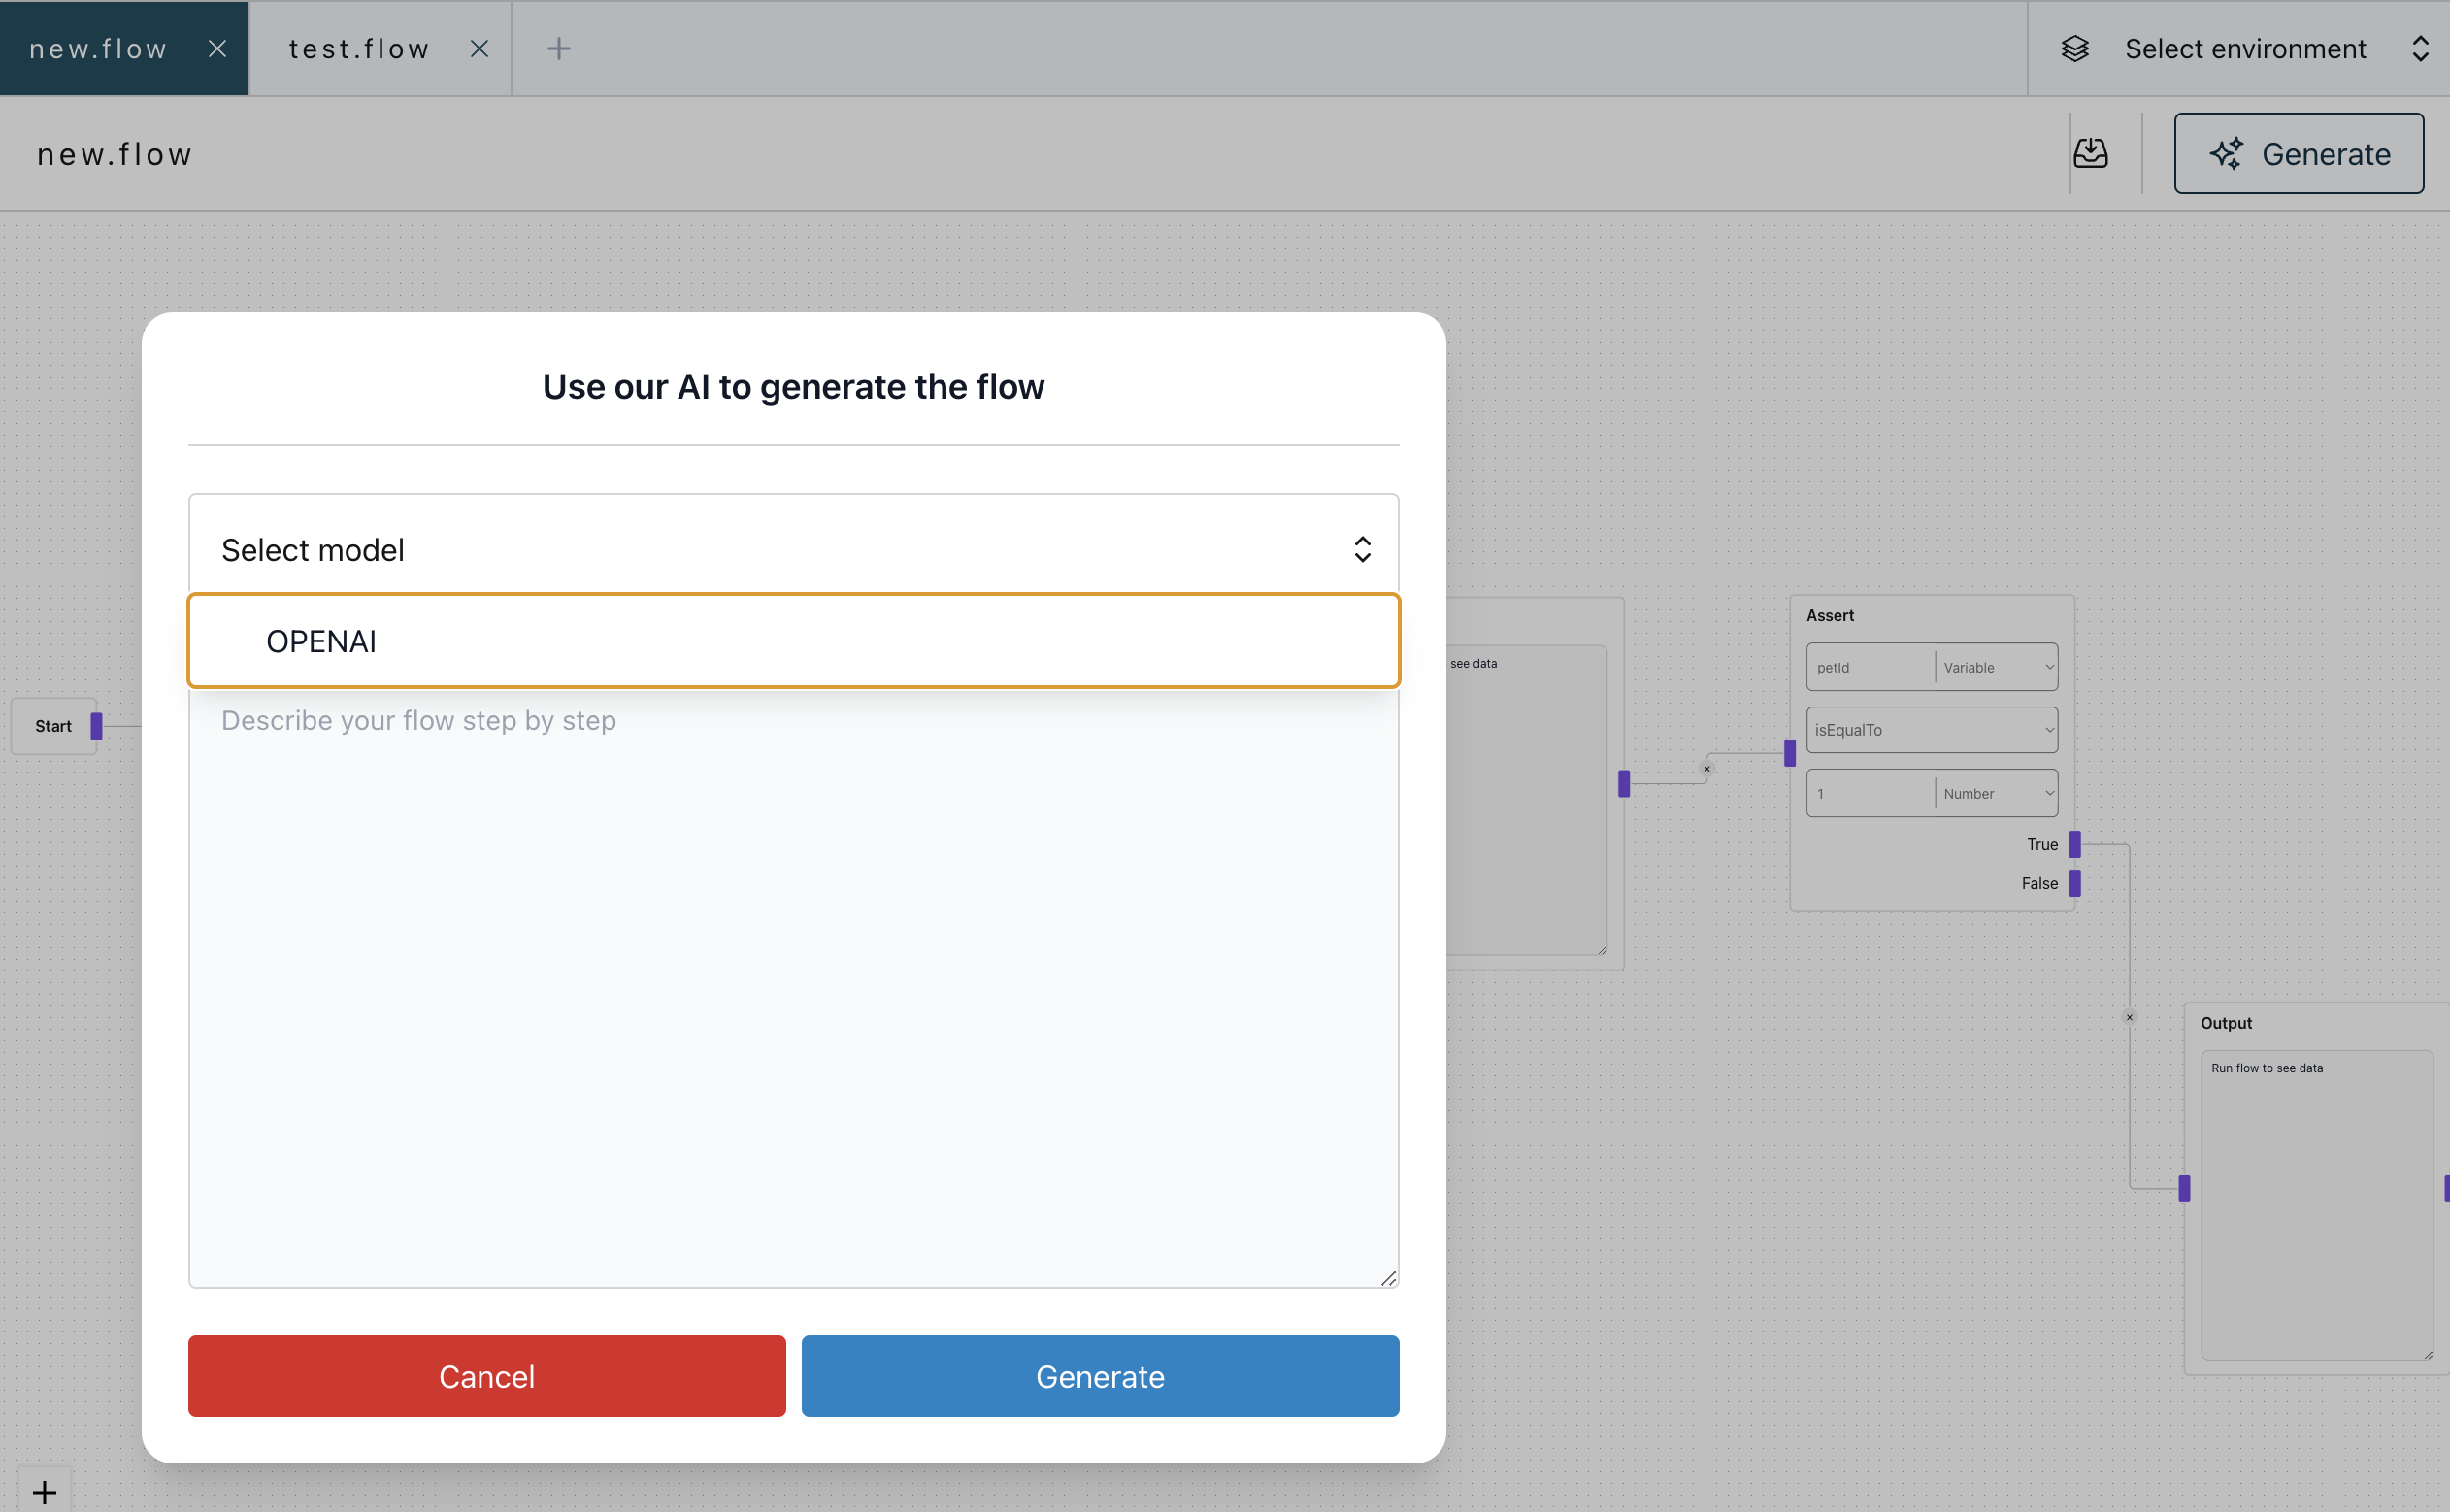 new.flow
test.flow
Select environment
new.flow
Generate
Use our AI to generate the flow
Select model
OPENAI
Describe your flow step by step
Cancel
Generate
Start
see data
Assert
petId
Variable
isEqualTo
1
Number
True
False
Output
Run flow to see data